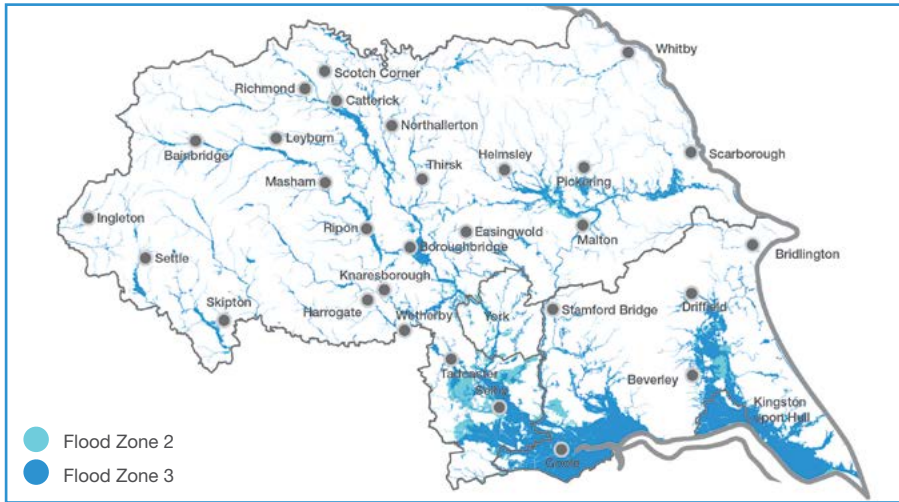 Whitby
Scotch Corner
Richmond
Catterick
Northallerton
Leyburn
Bainbridge
Scarborough
Thirsk
Helmsley
Pickering
Masham
Ingleton
Ripon
Easingwold
Malton
Boroughbridge
Bridlington
Settle
Knaresborough
Skipton
Harrogate
Wetherby
York
Stamford Bridge
Driffield
Tadcaster
Beverley
Selby
Kingston
upon Hull
Goole
Flood Zone 2
Flood Zone 3